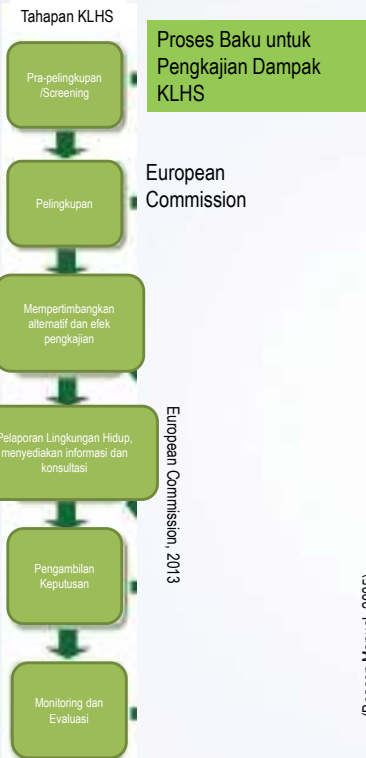 Tahapan KLHS
Proses Baku untuk
Pengkajian Dampak
KLHS
Pra-pelingkupan
/Screening
European
Commission
Pelingkupan
Mempertimbangkan
alternatif dan efek
pengkajian
Pelaporan Lingkungan Hidup,
menyediakan informasi dan
konsultasi
European Commission, 2013
Pengambilan
Keputusan
Monitoring dan
Evaluasi